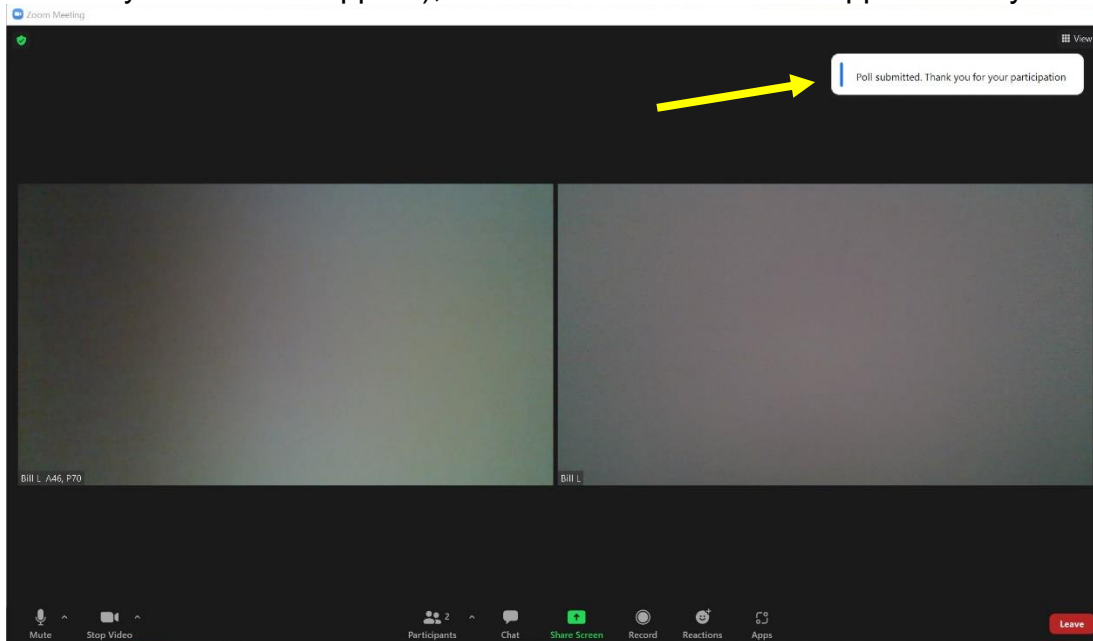 Zoom Meeting
View
Poll submitted. Thank you for your participation
Bill L A46, P70
Bill L
2
Mute
Stop Video
Participants
Chat
Share Screen
Record
Reactions
Apps
Leave